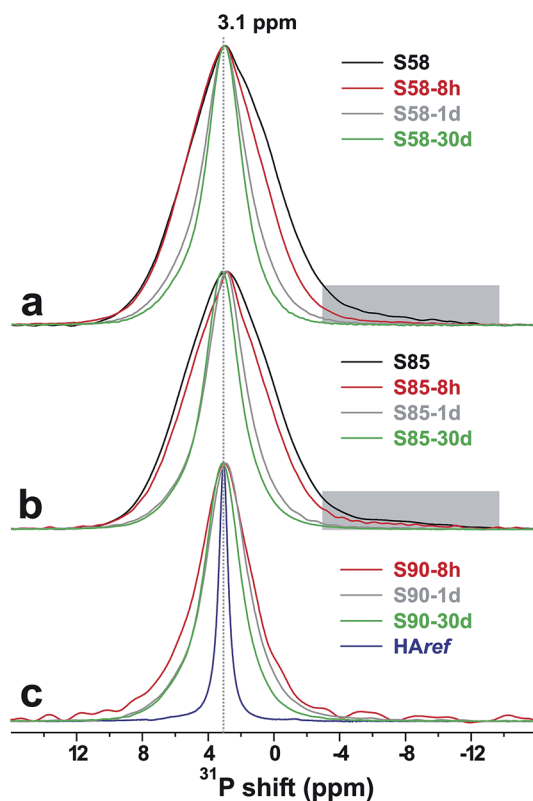 3.1 ppm
S58
S58-8h
S58-1d
S58-30d
a
S85
S85-8h
S85-1d
S85-30d
b
S90-8h
S90-1d
S90-30d
HAref
c
12 8 4 0 -4 -8 -12
31P shift (ppm)